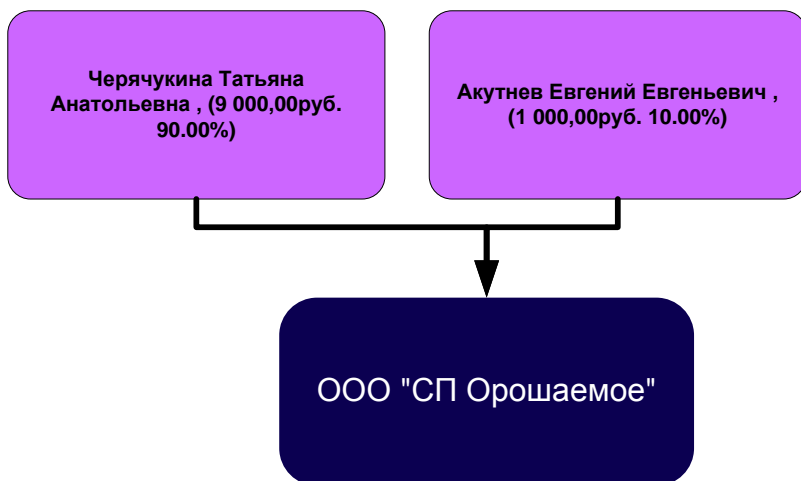 Черячукина Татьяна
Анатольевна , (9 000,00руб.
90.00%)
Акутнев Евгений Евгеньевич ,
(1 000,00руб. 10.00%)
ООО "СП Орошаемое"